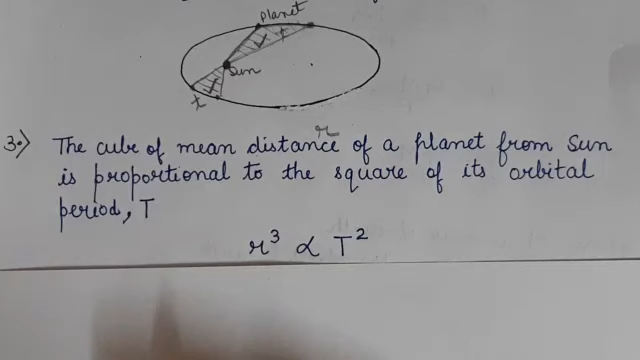 planet
t
Sun
t
3.) The cube of mean distance r of a planet from Sun
is proportional to the square of its orbital
period, T
r³ ∝ T²